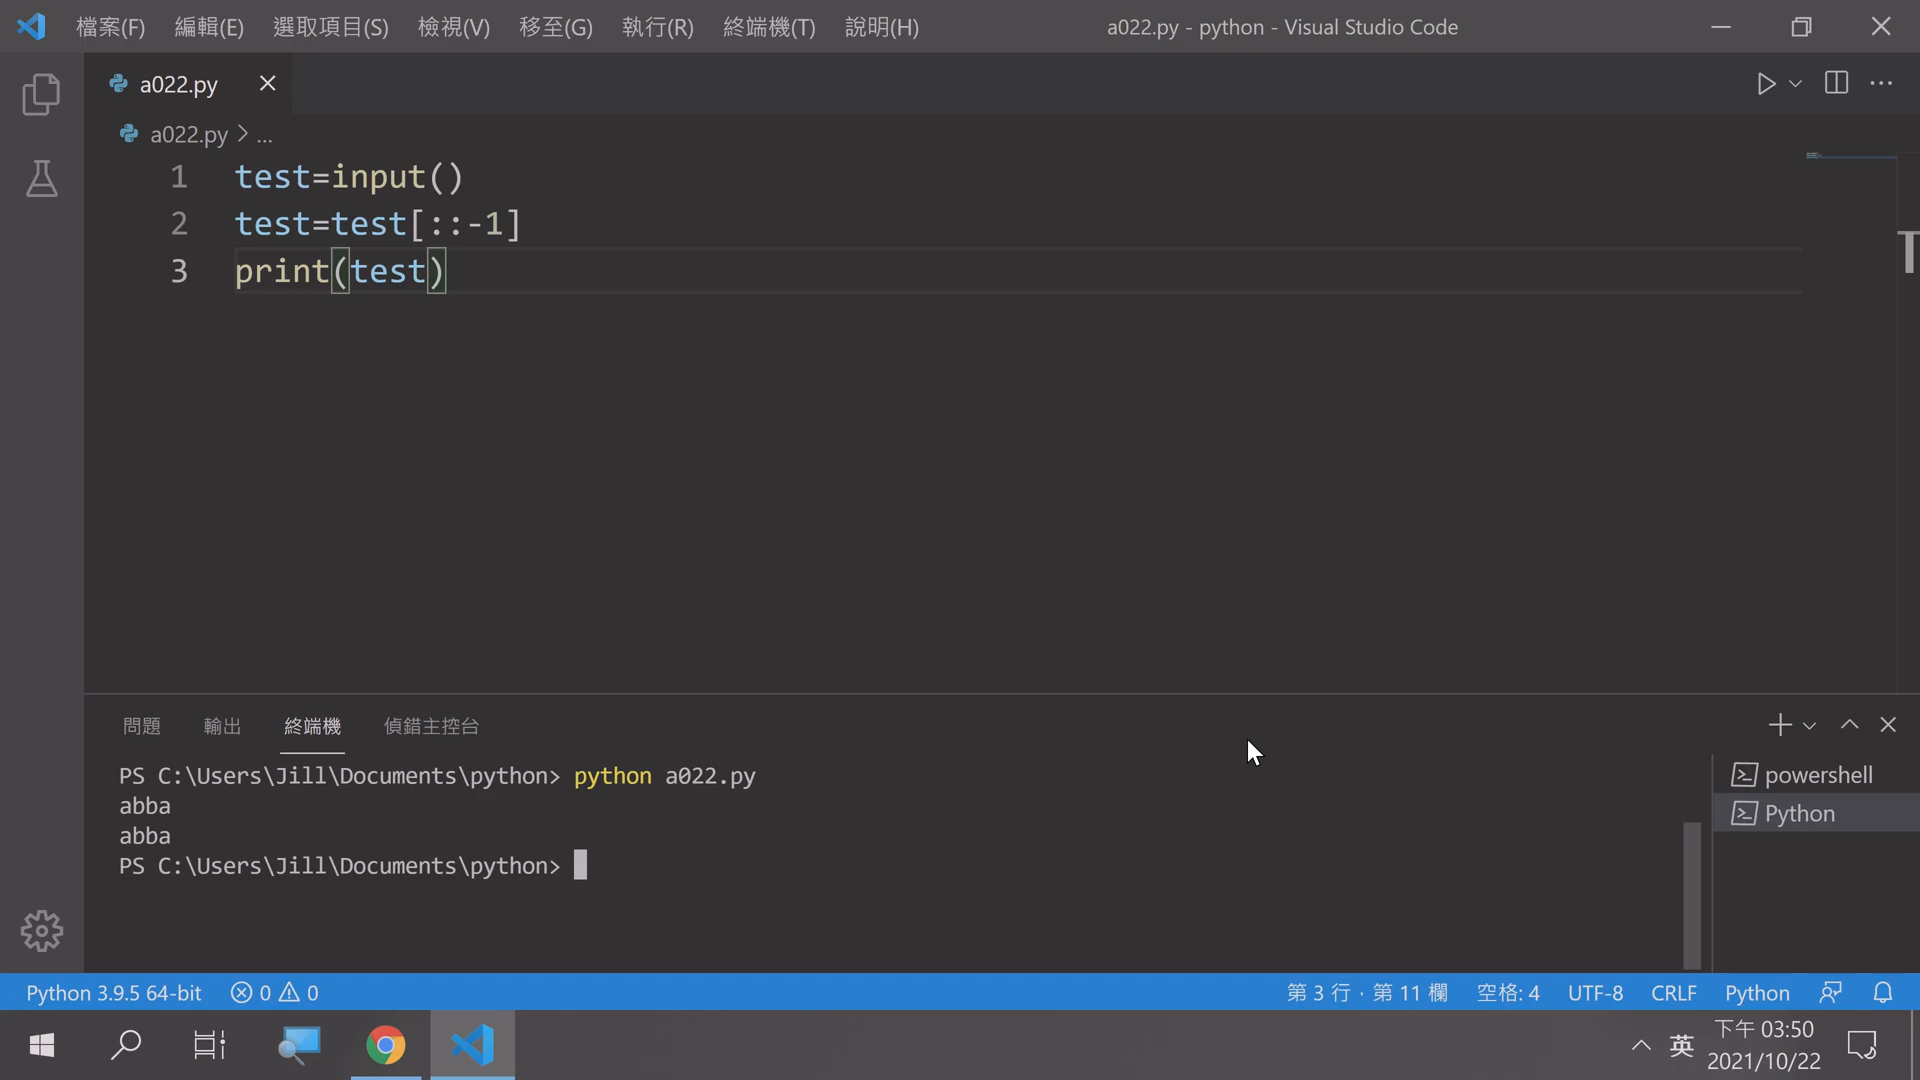 檔案(F) 編輯(E) 選取項目(S) 檢視(V) 移至(G) 執行(R) 終端機(T) 說明(H) a022.py - python - Visual Studio Code
a022.py
a022.py > ...
1 test=input()
2 test=test[::-1]
3 print(test)
問題 輸出 終端機 偵錯主控台
PS C:\Users\Jill\Documents\python> python a022.py
abba
abba
PS C:\Users\Jill\Documents\python>
powershell
Python
Python 3.9.5 64-bit 0 0 第 3 行，第 11 欄 空格: 4 UTF-8 CRLF Python
英 下午 03:50
2021/10/22